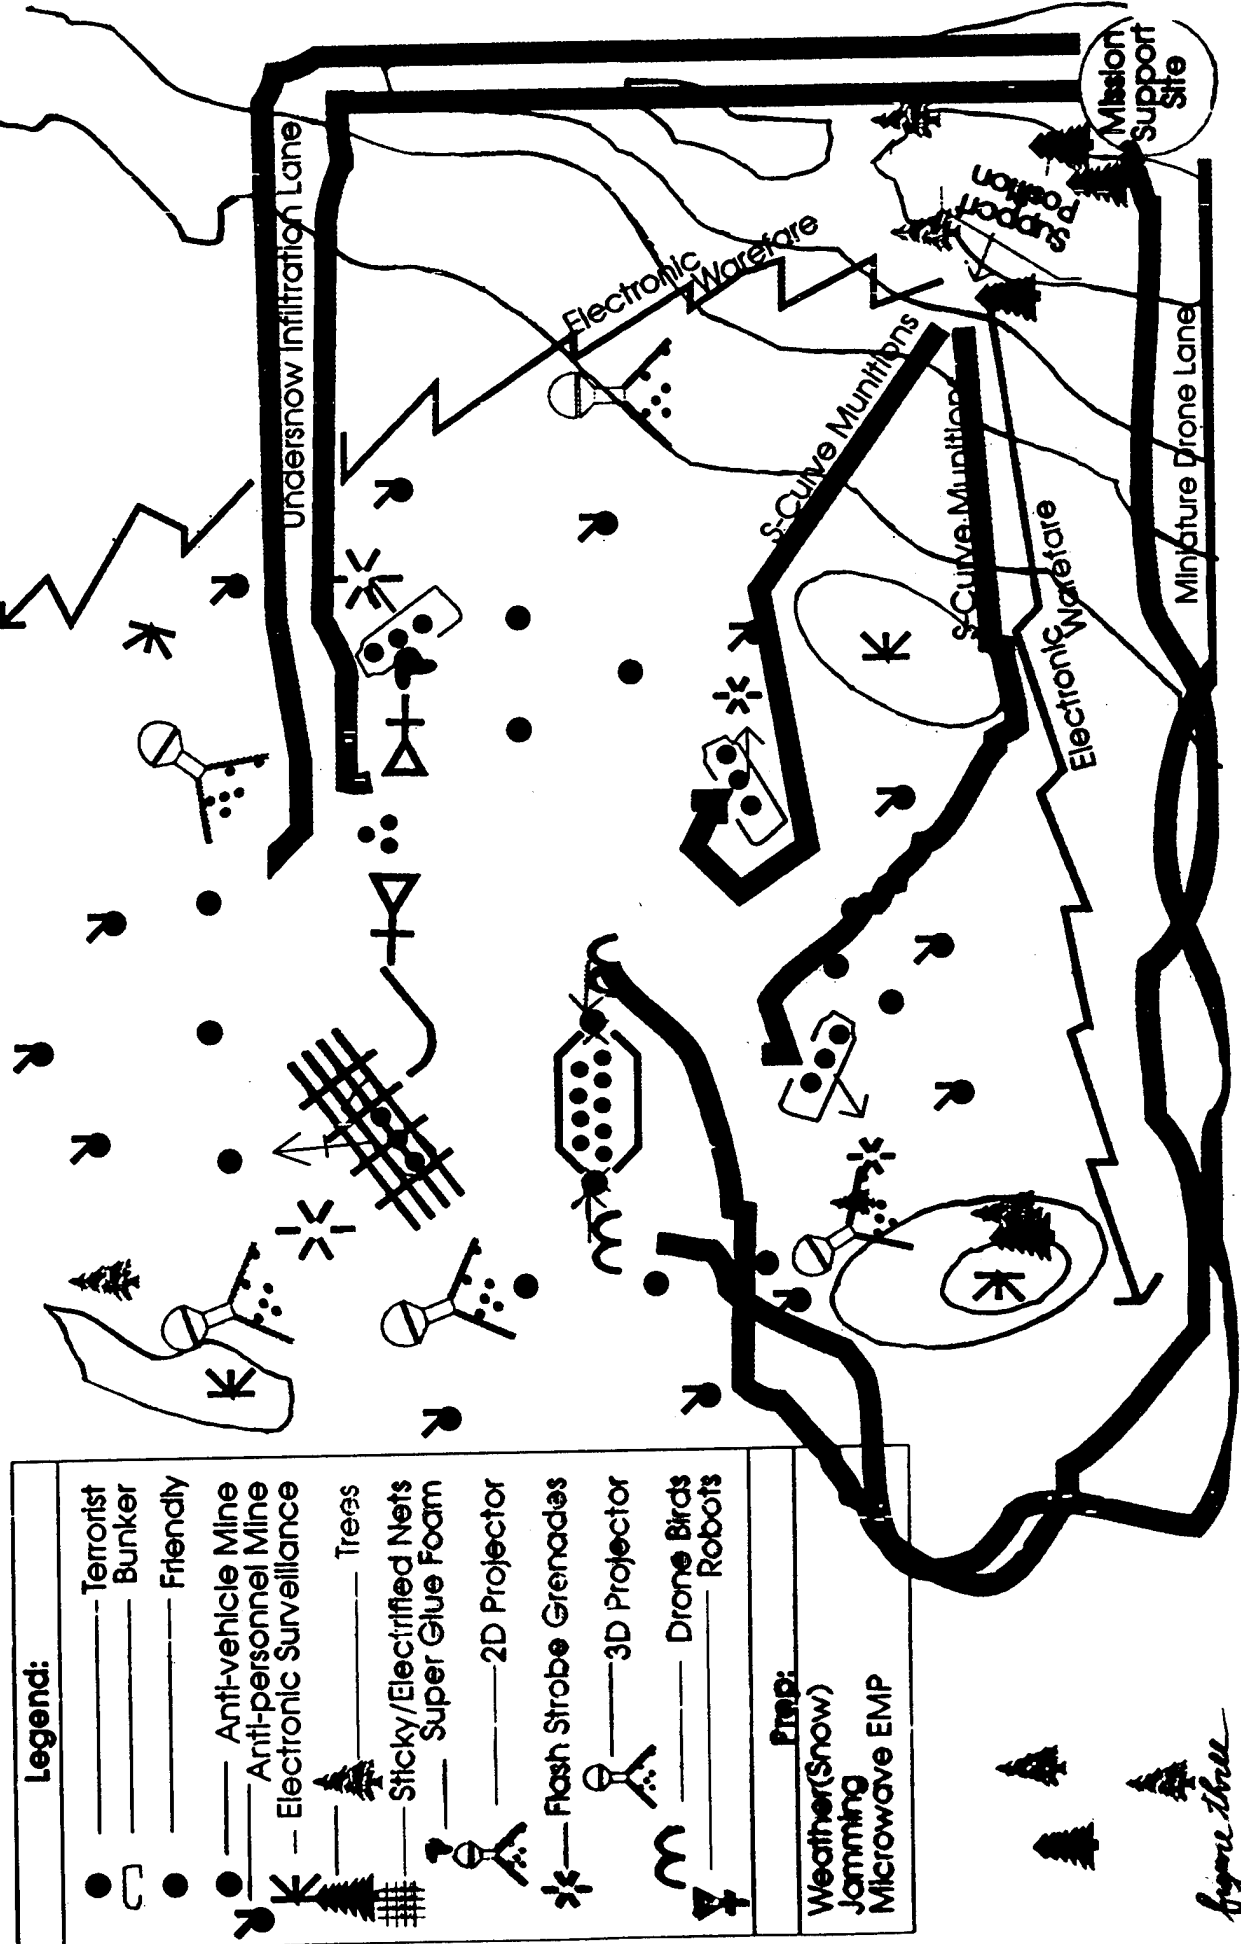 Legend:
Terrorist
Bunker
Friendly
Anti-vehicle Mine
Anti-personnel Mine
Electronic Surveillance
Trees
Sticky/Electrified Nets
Super Glue Foam
2D Projector
Flash Strobe Grenades
3D Projector
Drone Birds
Robots
Prep:
Weather(Snow)
Jamming
Microwave EMP
Undersnow Infiltration Lane
Electronic
Warefare
S-Curve Munitions
S-Curve Munitions
Electronic
Warefare
Miniature Drone Lane
Support
Position
Mission
Support
Site
figure three